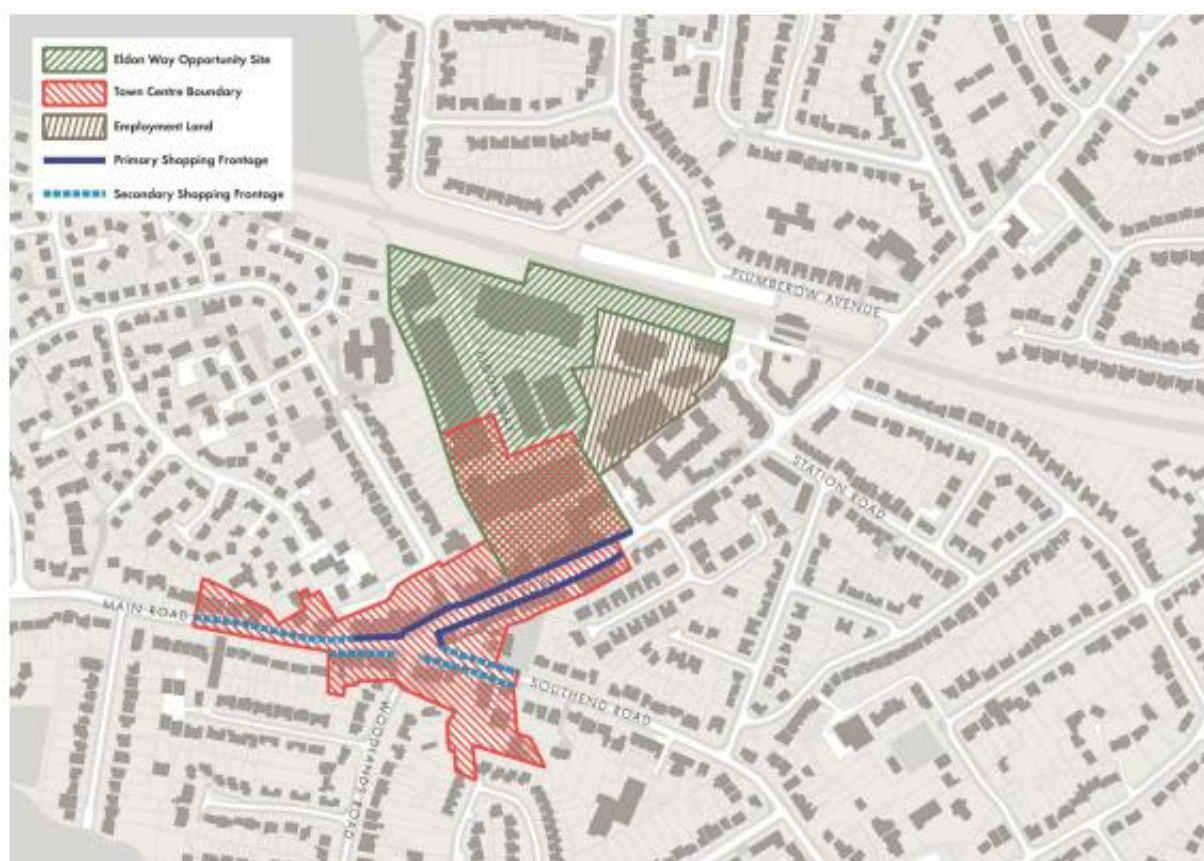 Eldon Way Opportunity Site
Town Centre Boundary
Employment Land
Primary Shopping Frontage
Secondary Shopping Frontage
PLUMBEROW AVENUE
STATION ROAD
MAIN ROAD
SOUTHEND ROAD
WOODLANDS ROAD